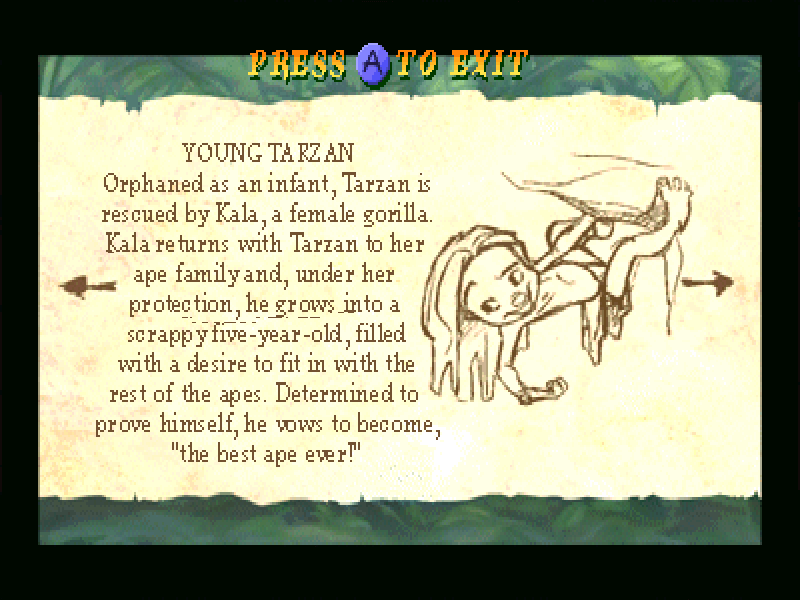 PRESS A TO EXIT
YOUNG TARZAN
Orphaned as an infant, Tarzan is
rescued by Kala, a female gorilla.
Kala returns with Tarzan to her
ape family and, under her
protection, he grows into a
scrappy five-year-old, filled
with a desire to fit in with the
rest of the apes. Determined to
prove himself, he vows to become,
"the best ape ever!"